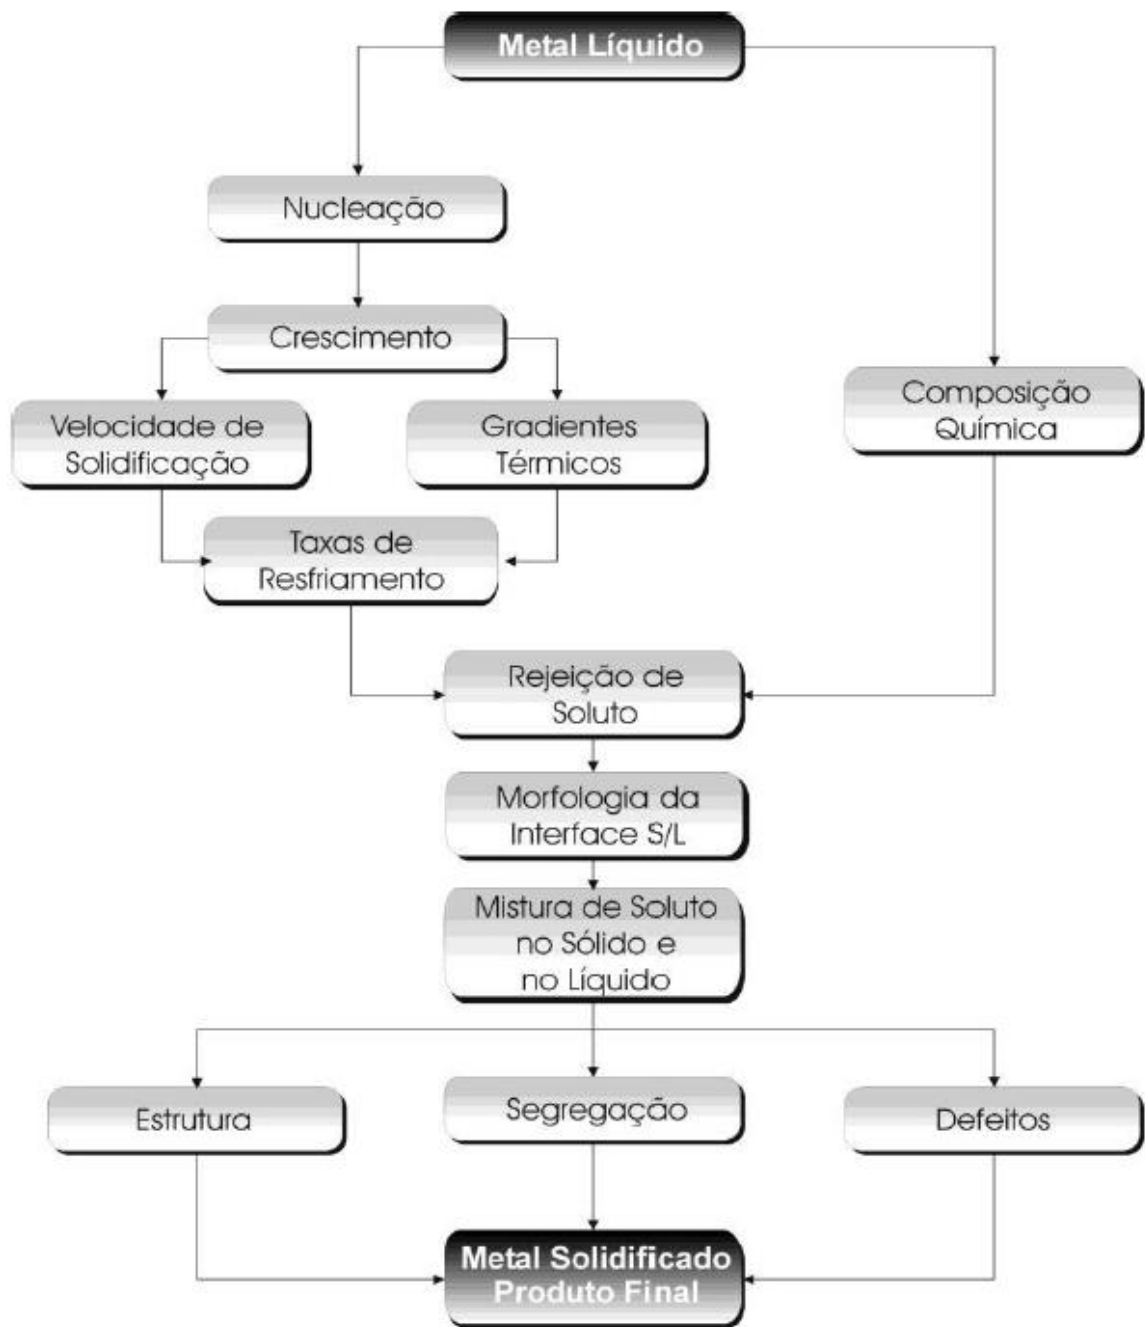 Metal Líquido
Nucleação
Crescimento
Velocidade de
Solidificação
Gradientes
Térmicos
Composição
Química
Taxas de
Resfriamento
Rejeição de
Soluto
Morfologia da
Interface S/L
Mistura de Soluto
no Sólido e
no Líquido
Estrutura
Segregação
Defeitos
Metal Solidificado
Produto Final